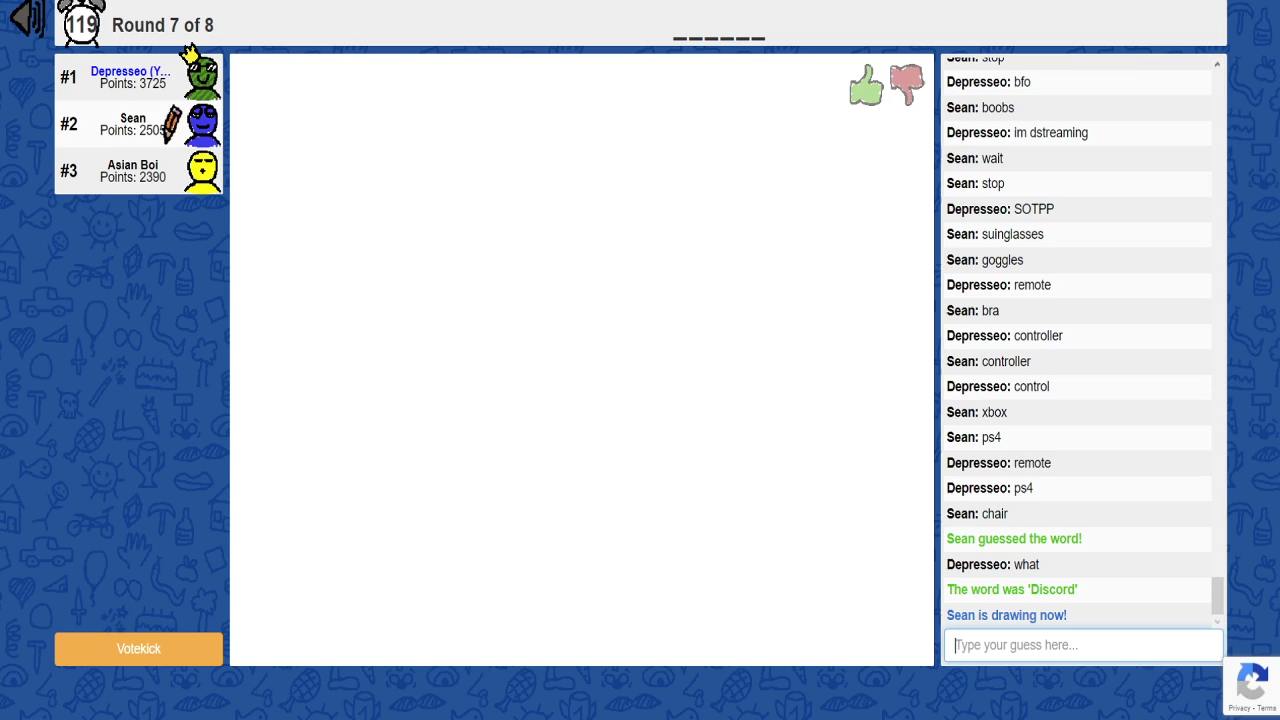 119
Round 7 of 8
______
#1
Depresseo (Y...
Points: 3725
#2
Sean
Points: 2505
#3
Asian Boi
Points: 2390
Votekick
Sean: stop
Depresseo: bfo
Sean: boobs
Depresseo: im dstreaming
Sean: wait
Sean: stop
Depresseo: SOTPP
Sean: suinglasses
Sean: goggles
Depresseo: remote
Sean: bra
Depresseo: controller
Sean: controller
Depresseo: control
Sean: xbox
Sean: ps4
Depresseo: remote
Depresseo: ps4
Sean: chair
Sean guessed the word!
Depresseo: what
The word was 'Discord'
Sean is drawing now!
Type your guess here...
Privacy - Terms